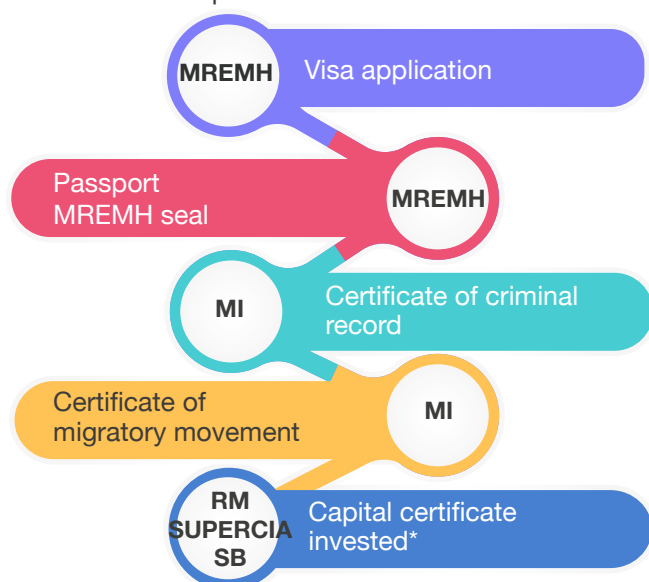 MREMH
Visa application
Passport
MREMH seal
MREMH
MI
Certificate of criminal
record
Certificate of
migratory movement
MI
RM
SUPERCIA
SB
Capital certificate
invested*